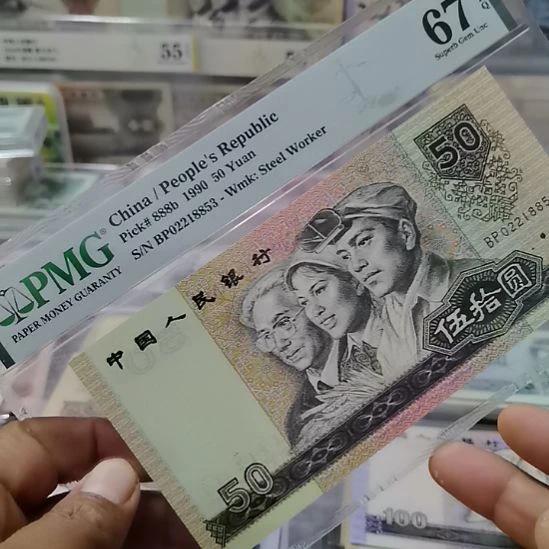 55
67 Q
Superb Gem Unc
China / People's Republic
Pick# 888b 1990 50 Yuan
S/N BP02218853 - Wmk: Steel Worker
PMG®
PAPER MONEY GUARANTY
50
BP0221885
中国人民银行
伍拾圆
50
100